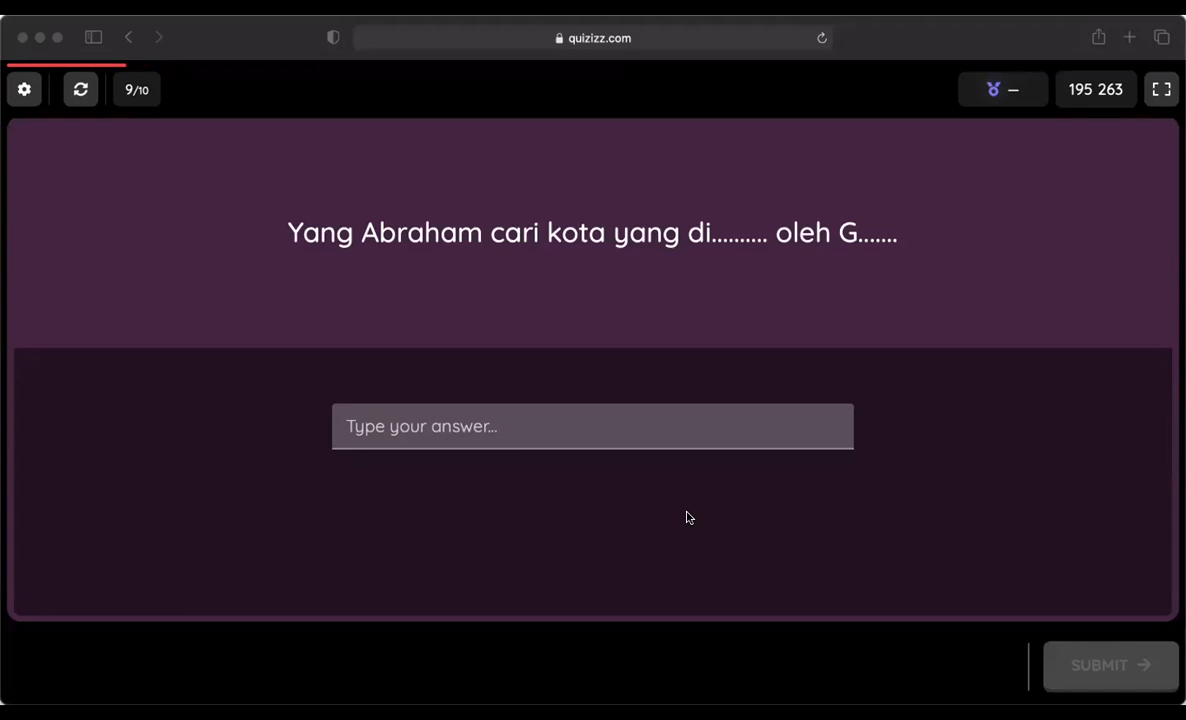 quizizz.com
9/10
–
195 263
Yang Abraham cari kota yang di.......... oleh G.......
Type your answer...
SUBMIT →